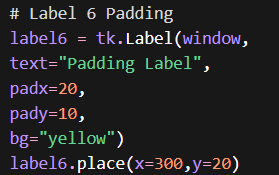 # Label 6 Padding
label6 = tk.Label(window,
text="Padding Label",
padx=20,
pady=10,
bg="yellow")
label6.place(x=300,y=20)